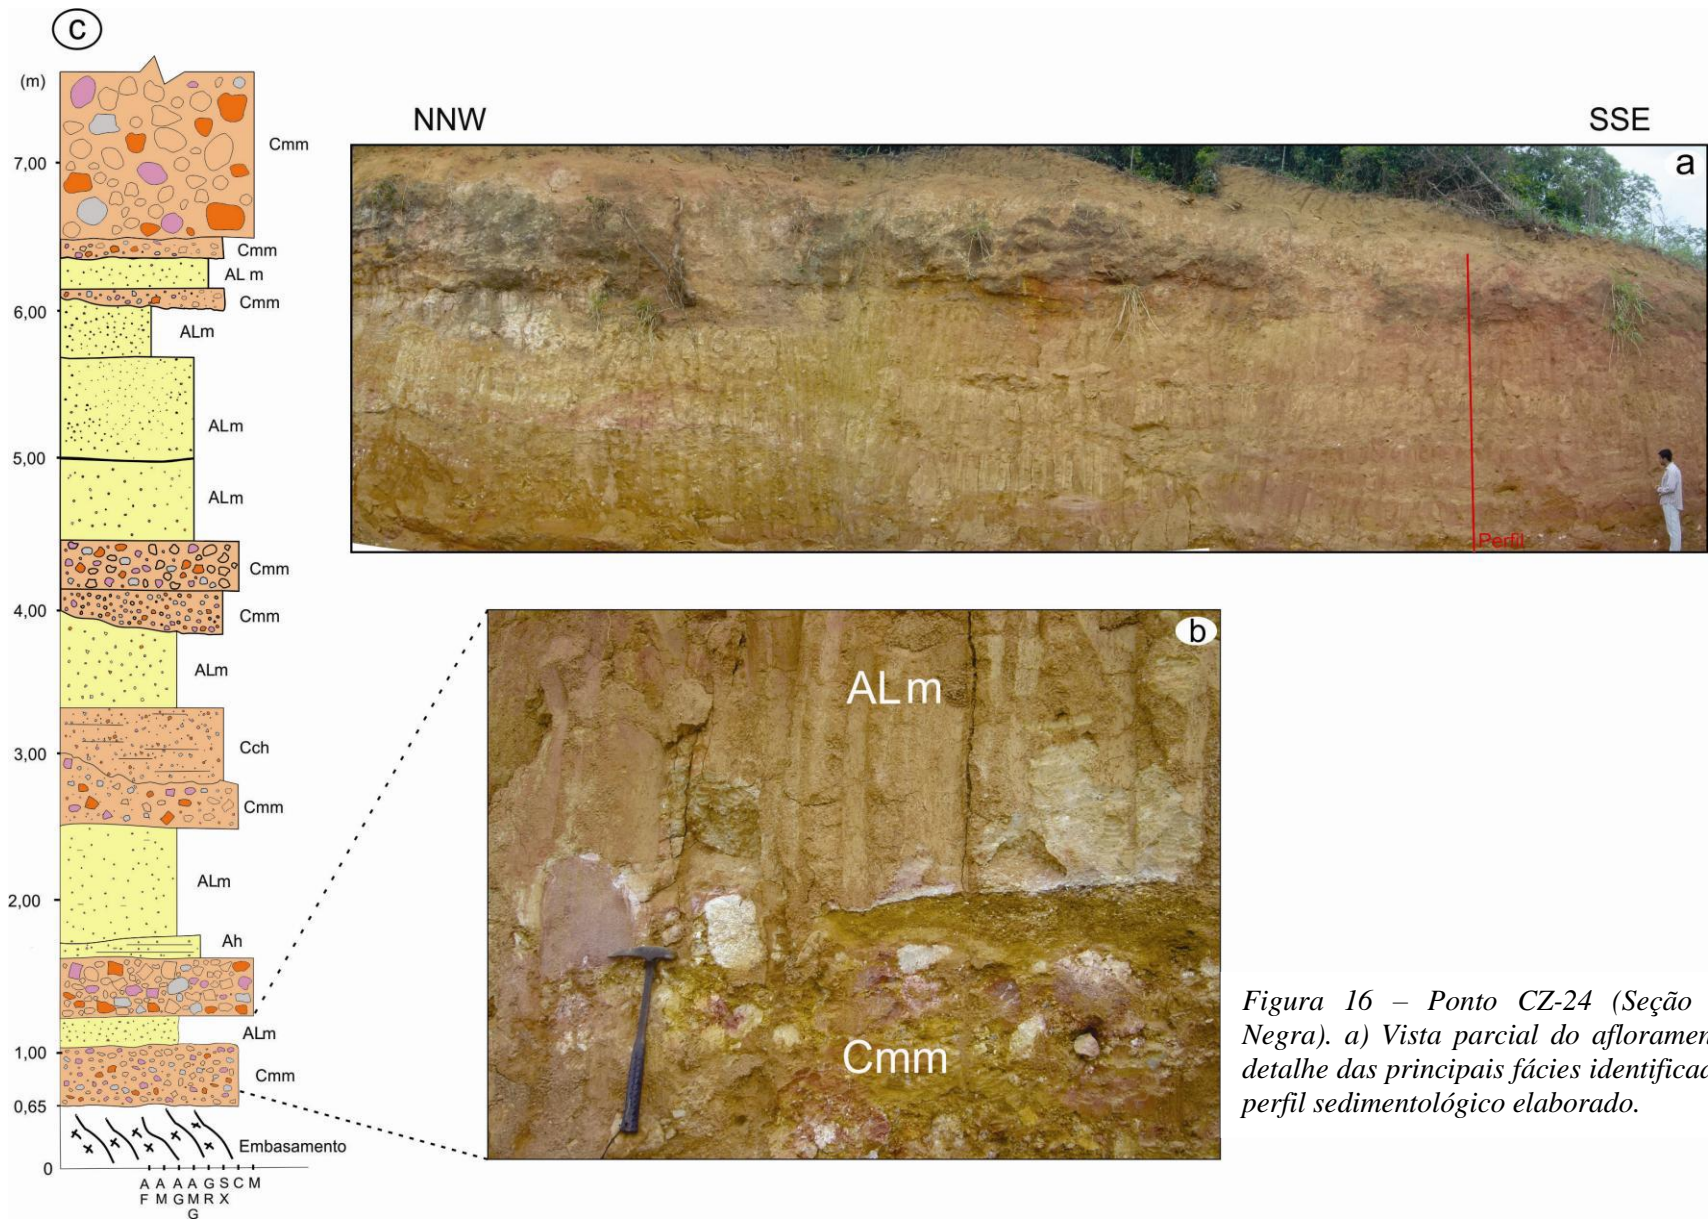 c
(m)
Cmm
7,00
Cmm
ALm
Cmm
6,00
ALm
ALm
5,00
ALm
Cmm
4,00
Cmm
ALm
Cch
3,00
Cmm
ALm
2,00
Ah
ALm
1,00
Cmm
0.65
Embasamento
0
A A A A G S C M
F M G M R X
G
NNW
SSE
a
Perfil
b
ALm
Cmm
Figura 16 – Ponto CZ-24 (Seção
Negra). a) Vista parcial do afloramen
detalhe das principais fácies identificad
perfil sedimentológico elaborado.